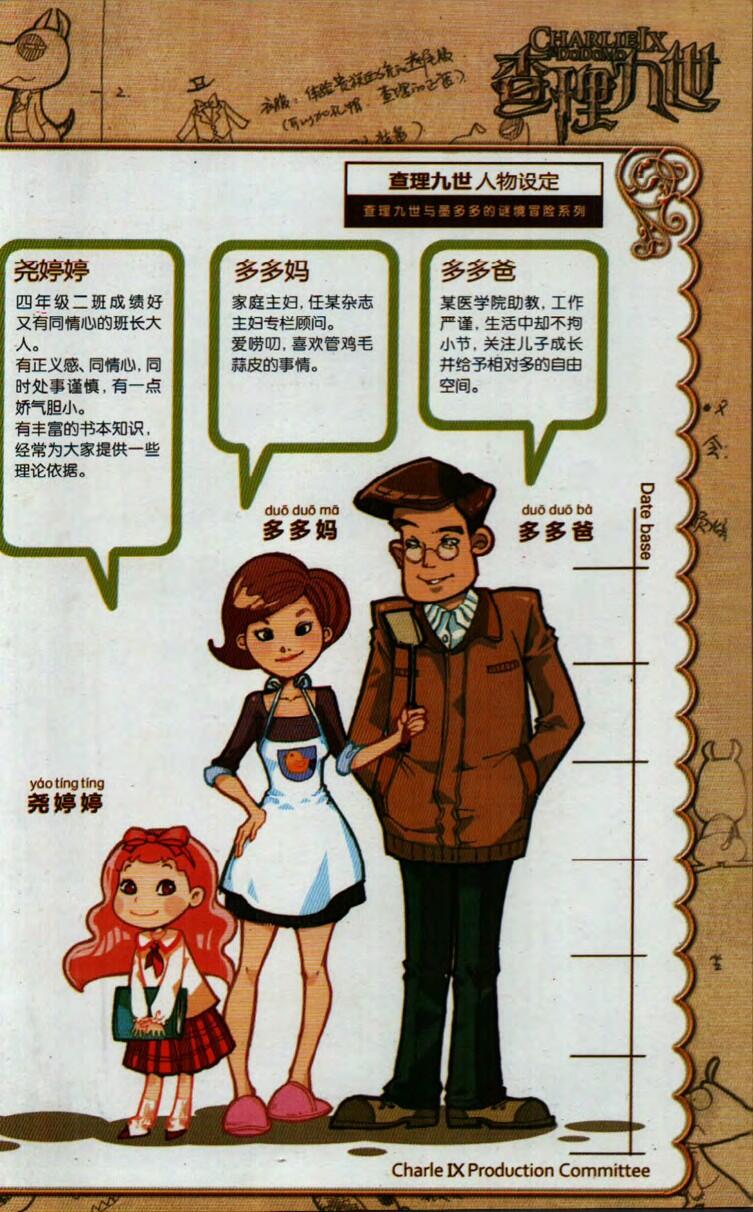 CHARLIE IX
& DODOMO
查理九世
2.
查理九世 人物设定
查理九世与墨多多的谜境冒险系列
尧婷婷
四年级二班成绩好
又有同情心的班长大
人。
有正义感、同情心，同
时处事谨慎，有一点
娇气胆小。
有丰富的书本知识，
经常为大家提供一些
理论依据。
多多妈
家庭主妇，任某杂志
主妇专栏顾问。
爱唠叨，喜欢管鸡毛
蒜皮的事情。
多多爸
某医学院助教，工作
严谨，生活中却不拘
小节，关注儿子成长
并给予相对多的自由
空间。
duō duō mā
多多妈
duō duō bà
多多爸
Date base
yáo tíng tíng
尧婷婷
Charle IX Production Committee